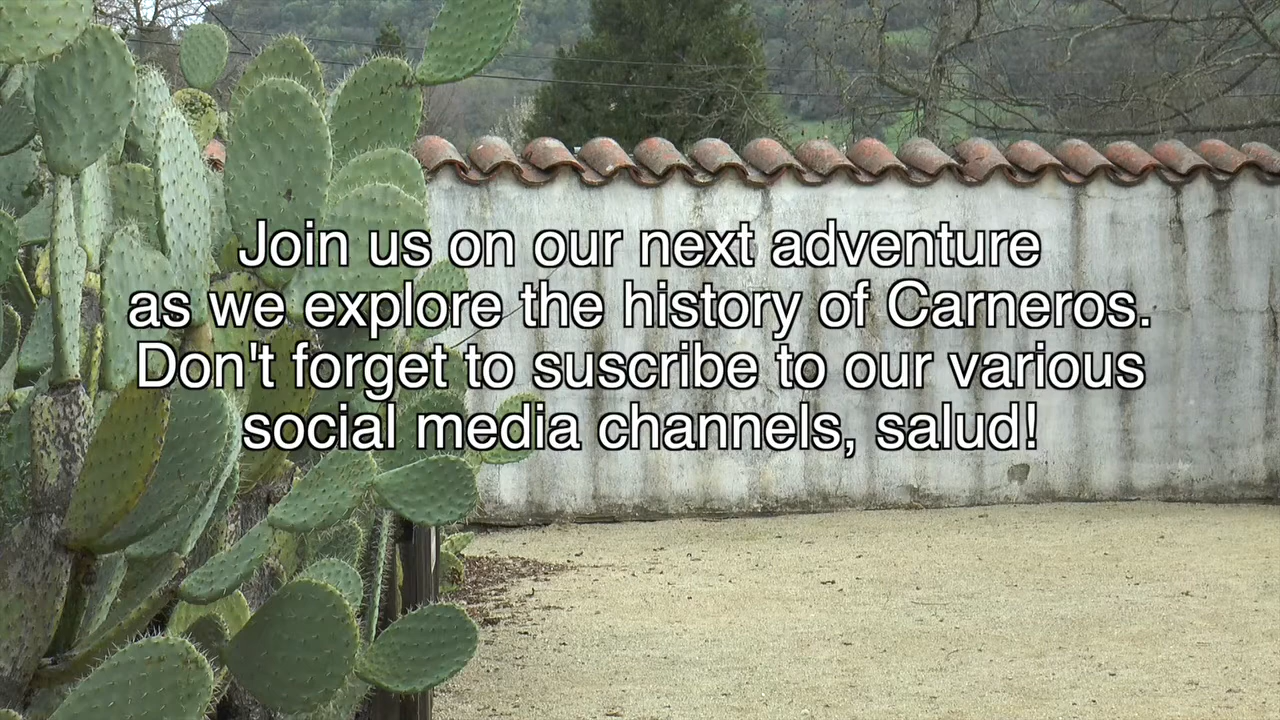 Join us on our next adventure
as we explore the history of Carneros.
Don't forget to suscribe to our various
social media channels, salud!